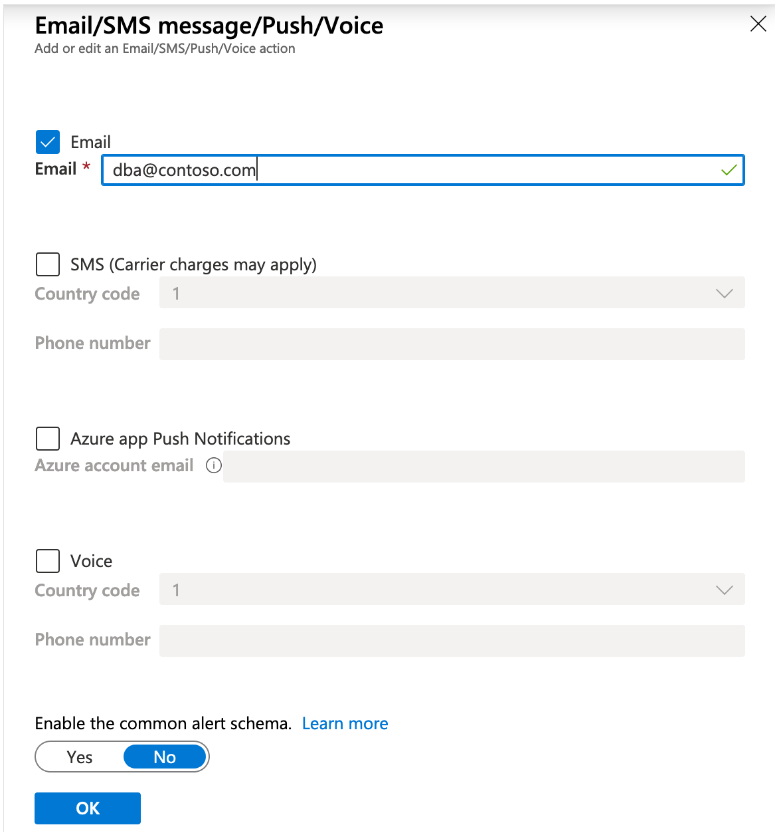 Email/SMS message/Push/Voice
Add or edit an Email/SMS/Push/Voice action
Email
Email * dba@contoso.com
SMS (Carrier charges may apply)
Country code 1
Phone number
Azure app Push Notifications
Azure account email
Voice
Country code 1
Phone number
Enable the common alert schema. Learn more
Yes No
OK